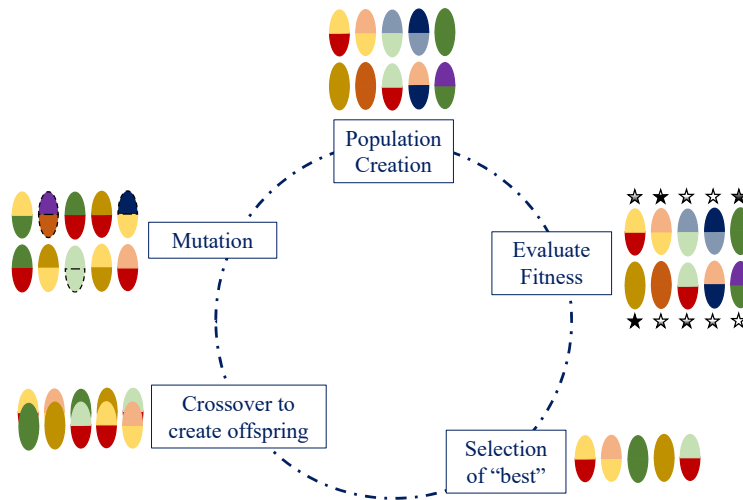 Population
Creation
Evaluate
Fitness
Selection
of “best”
Crossover to
create offspring
Mutation